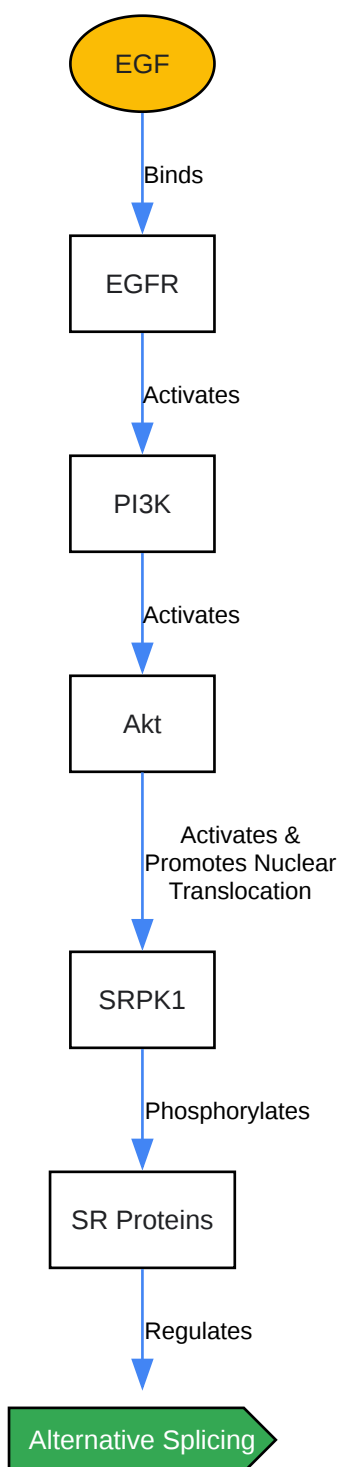 EGF
Binds
EGFR
Activates
PI3K
Activates
Akt
Activates &
Promotes Nuclear
Translocation
SRPK1
Phosphorylates
SR Proteins
Regulates
Alternative Splicing